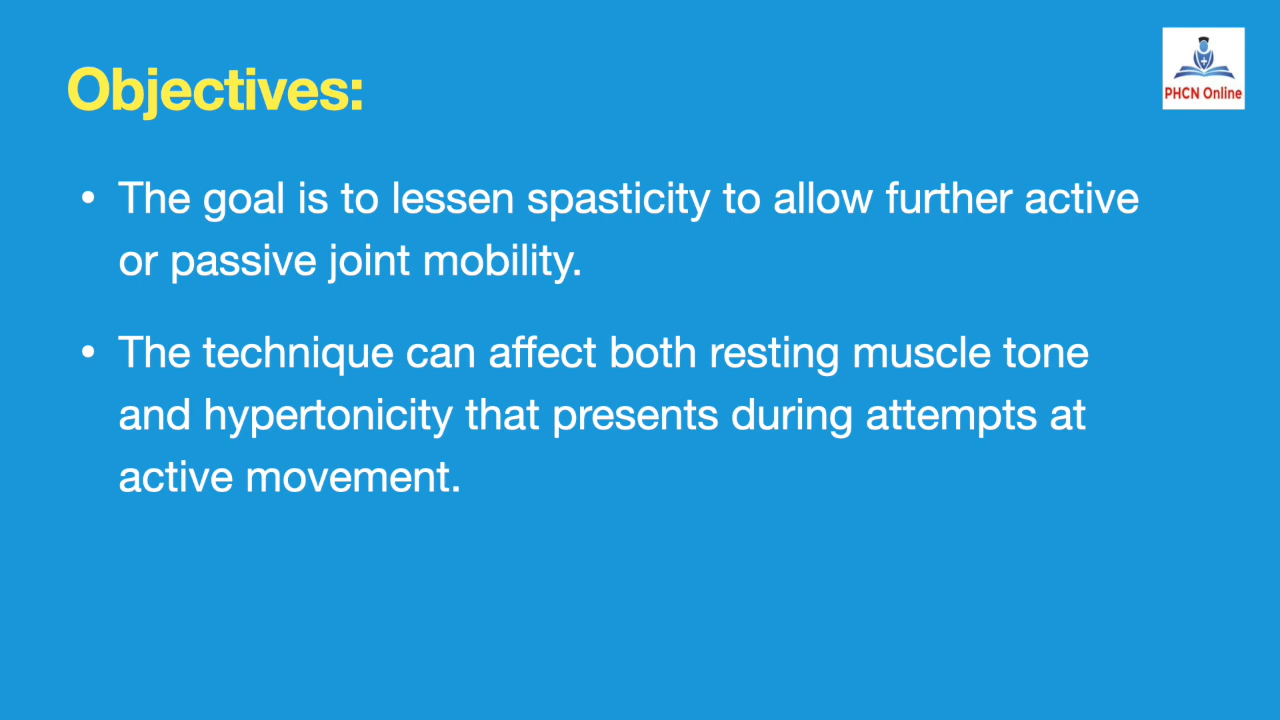 Objectives:
PHCN Online
• The goal is to lessen spasticity to allow further active
or passive joint mobility.
• The technique can affect both resting muscle tone
and hypertonicity that presents during attempts at
active movement.